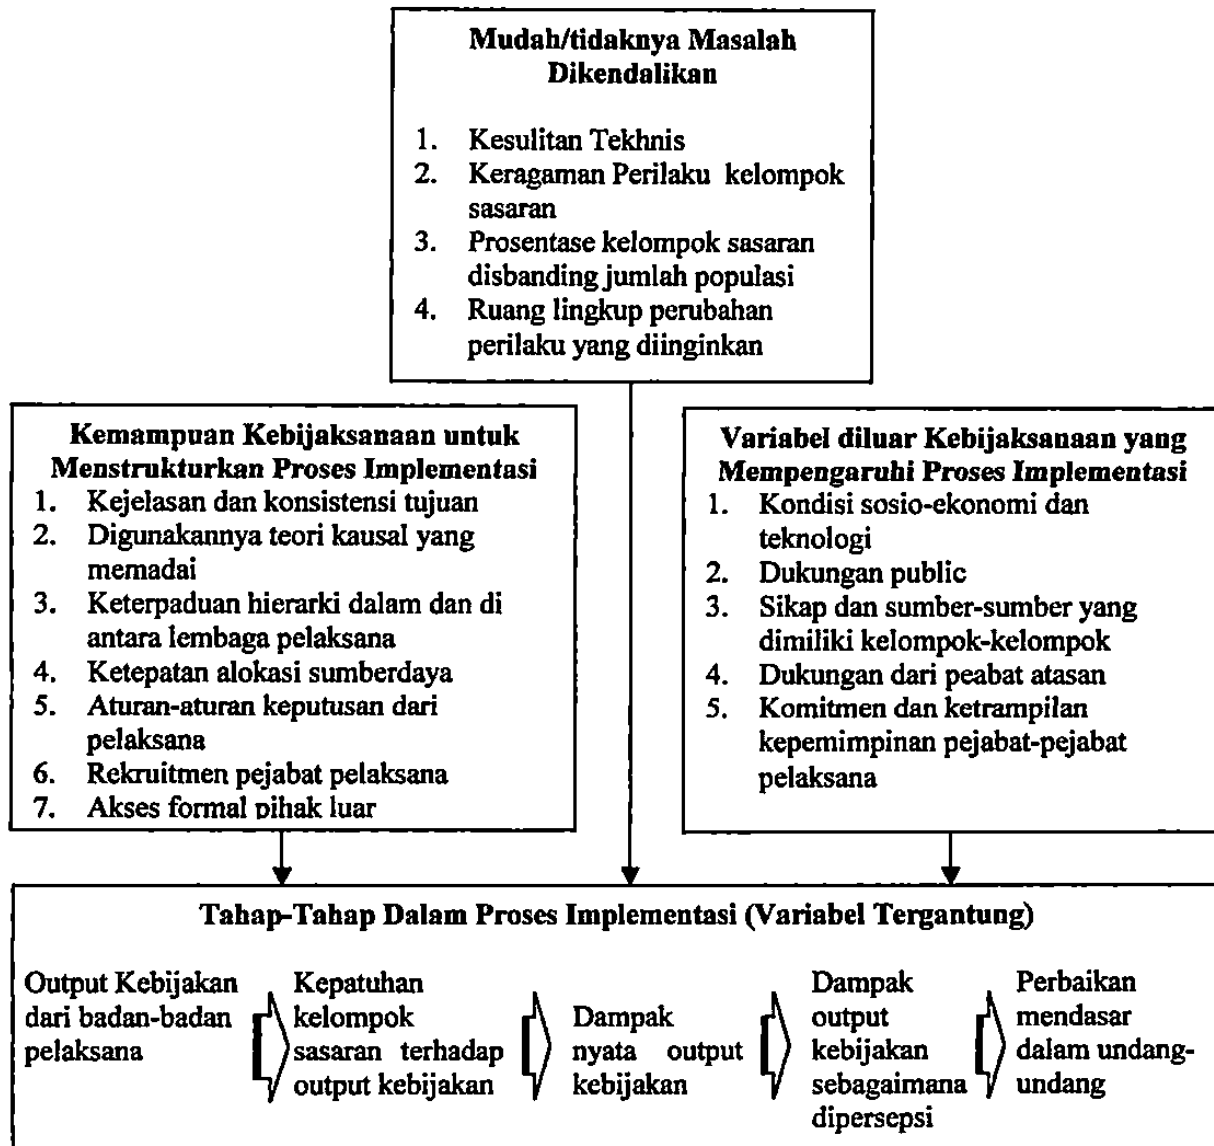 Mudah/tidaknya Masalah
Dikendalikan
1. Kesulitan Tekhnis
2. Keragaman Perilaku kelompok
sasaran
3. Prosentase kelompok sasaran
disbanding jumlah populasi
4. Ruang lingkup perubahan
perilaku yang diinginkan
Kemampuan Kebijaksanaan untuk
Menstrukturkan Proses Implementasi
1. Kejelasan dan konsistensi tujuan
2. Digunakannya teori kausal yang
memadai
3. Keterpaduan hierarki dalam dan di
antara lembaga pelaksana
4. Ketepatan alokasi sumberdaya
5. Aturan-aturan keputusan dari
pelaksana
6. Rekruitmen pejabat pelaksana
7. Akses formal pihak luar
Variabel diluar Kebijaksanaan yang
Mempengaruhi Proses Implementasi
1. Kondisi sosio-ekonomi dan
teknologi
2. Dukungan public
3. Sikap dan sumber-sumber yang
dimiliki kelompok-kelompok
4. Dukungan dari peabat atasan
5. Komitmen dan ketrampilan
kepemimpinan pejabat-pejabat
pelaksana
Tahap-Tahap Dalam Proses Implementasi (Variabel Tergantung)
Output Kebijakan
dari badan-badan
pelaksana
Kepatuhan
kelompok
sasaran terhadap
output kebijakan
Dampak
nyata output
kebijakan
Dampak
output
kebijakan
sebagaimana
dipersepsi
Perbaikan
mendasar
dalam undang-
undang